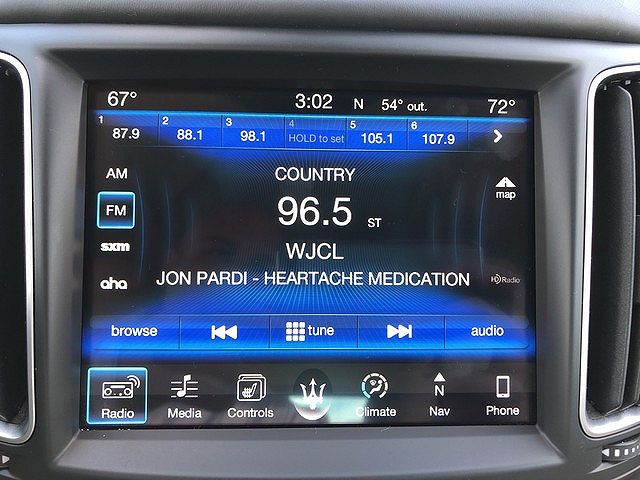 67° 3:02 N 54° out. 72°
1 2 3 4 5 6
87.9 88.1 98.1 HOLD to set 105.1 107.9
AM COUNTRY
FM 96.5 ST map
sxm WJCL
aha JON PARDI - HEARTACHE MEDICATION HD Radio
browse tune audio
N
Radio Media Controls Climate Nav Phone